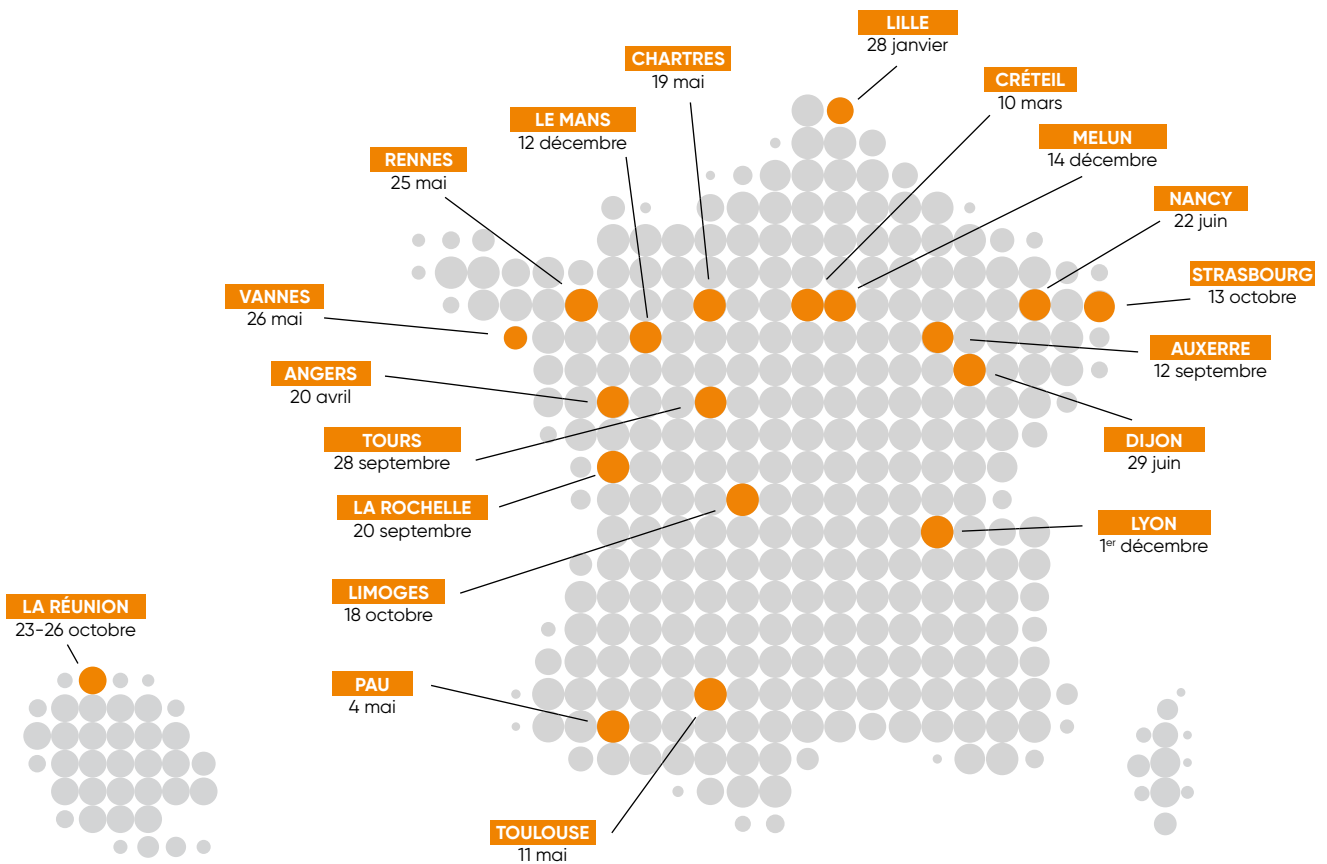 LILLE
28 janvier
CHARTRES
19 mai
CRÉTEIL
10 mars
LE MANS
12 décembre
MELUN
14 décembre
RENNES
25 mai
NANCY
22 juin
STRASBOURG
13 octobre
VANNES
26 mai
AUXERRE
12 septembre
ANGERS
20 avril
TOURS
28 septembre
DIJON
29 juin
LA ROCHELLE
20 septembre
LYON
1er décembre
LIMOGES
18 octobre
LA RÉUNION
23-26 octobre
PAU
4 mai
TOULOUSE
11 mai